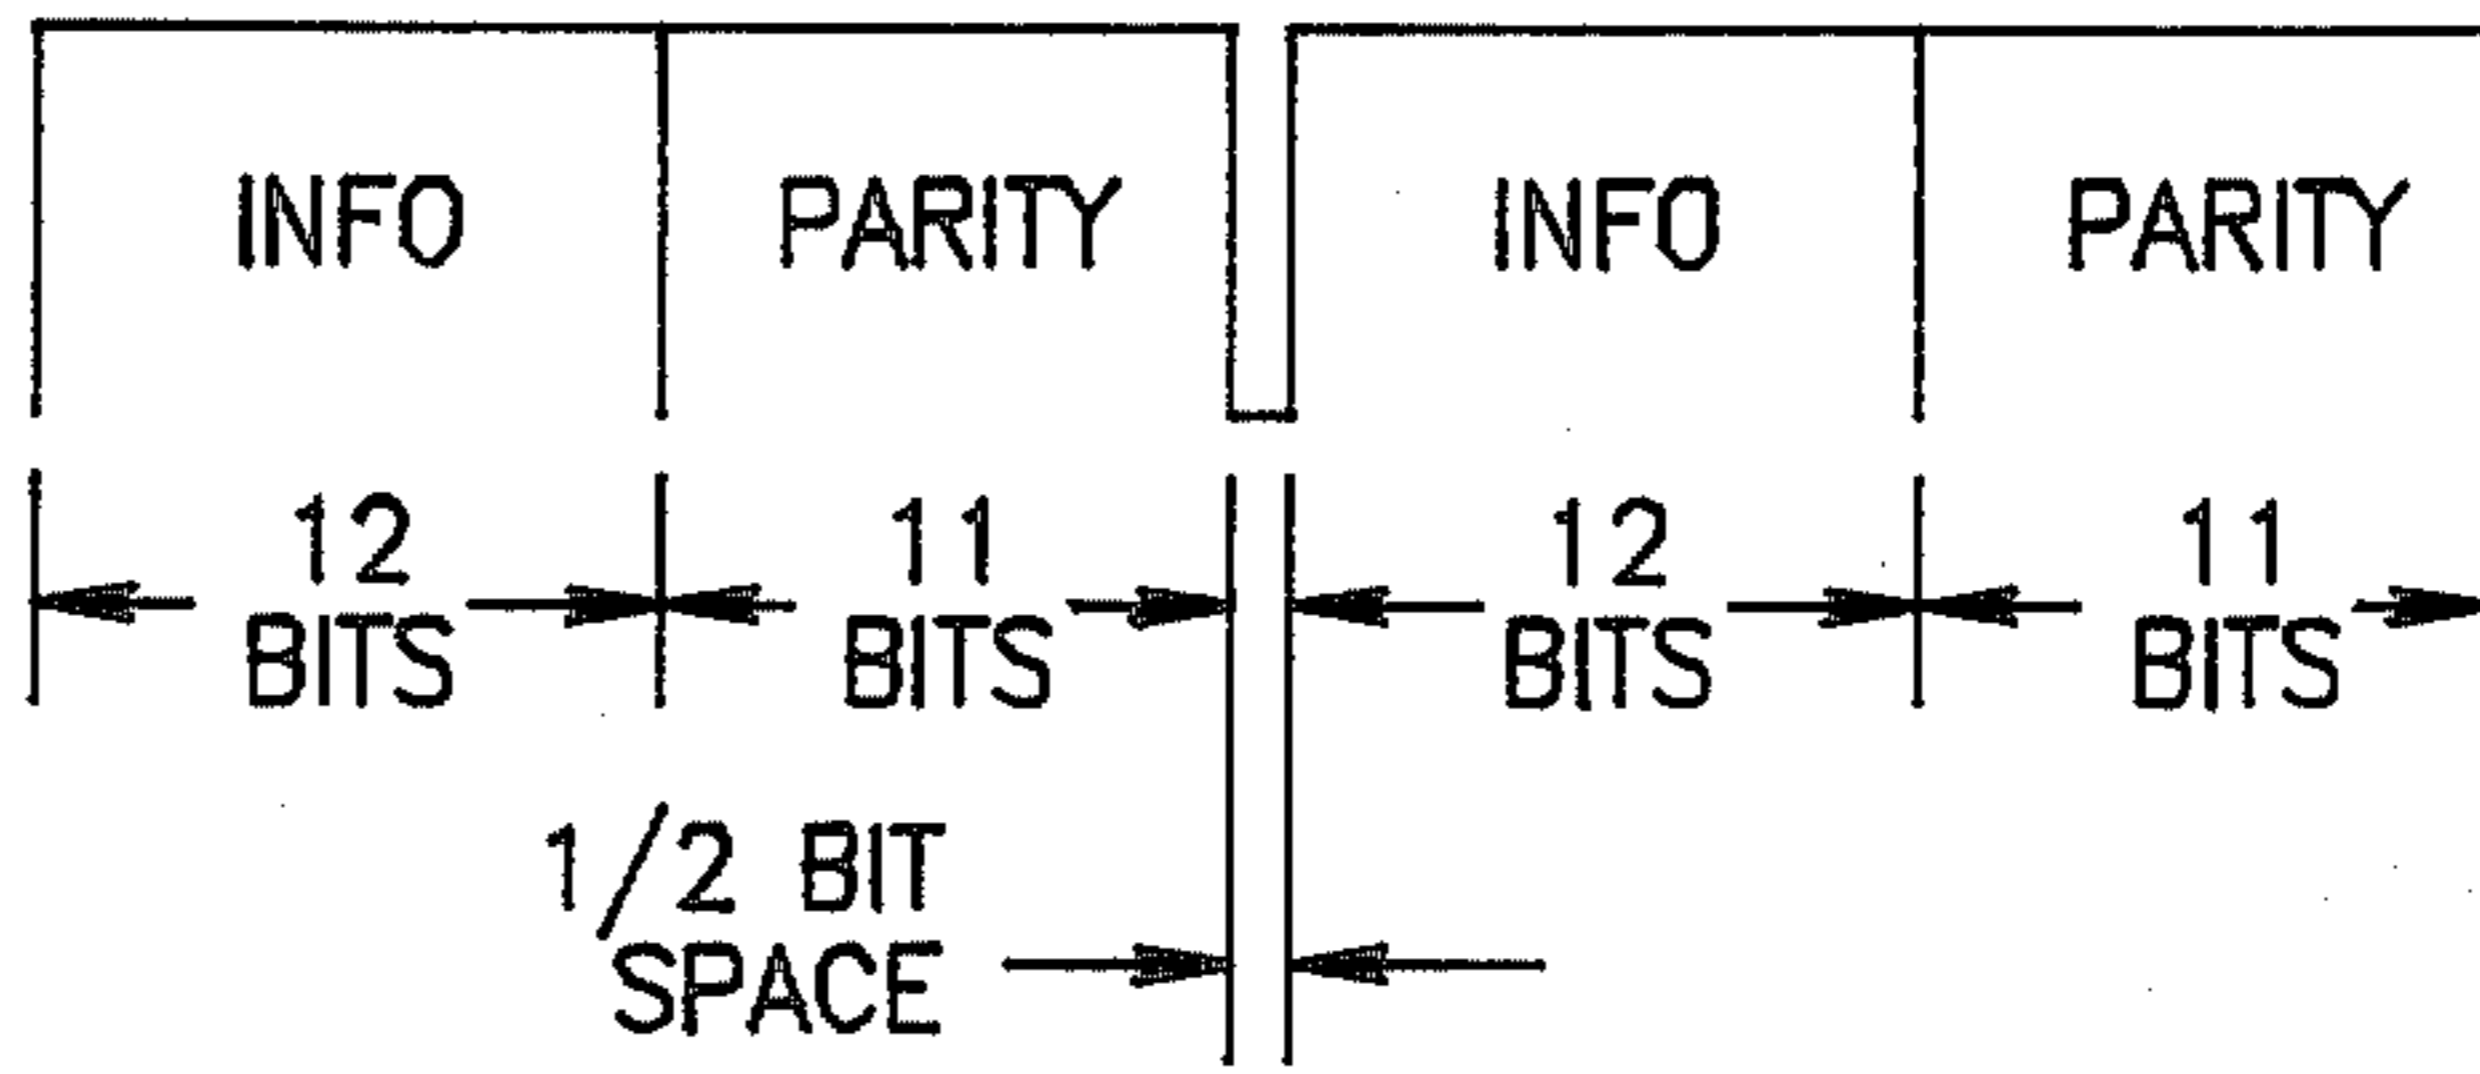 INFO PARITY INFO PARITY
12 11 12 11
BITS BITS BITS BITS
1/2 BIT
SPACE